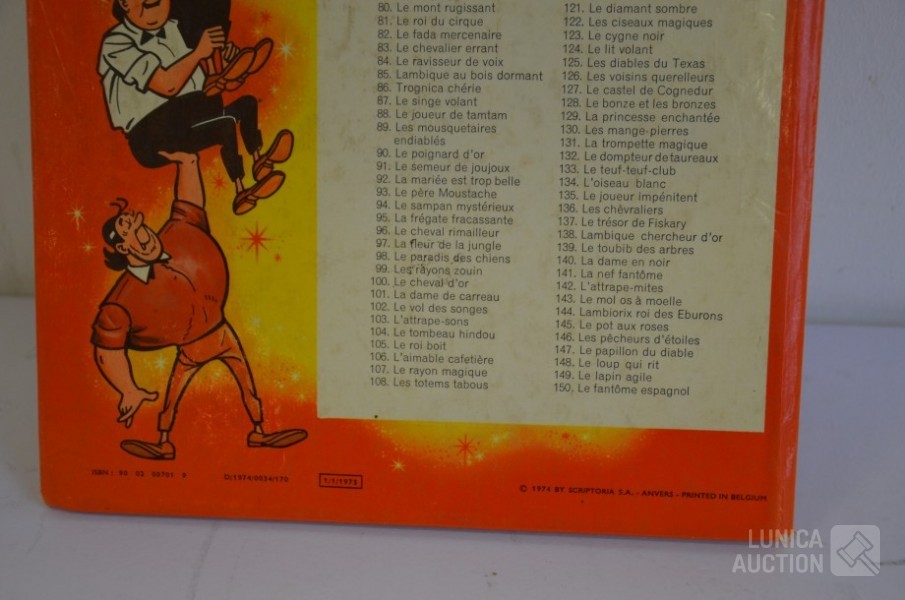 80. Le mont rugissant
81. Le roi du cirque
82. Le fada mercenaire
83. Le chevalier errant
84. Le ravisseur de voix
85. Lambique au bois dormant
86. Trognica chérie
87. Le singe volant
88. Le joueur de tamtam
89. Les mousquetaires
endiablés
90. Le poignard d'or
91. Le semeur de joujoux
92. La mariée est trop belle
93. Le père Moustache
94. Le sampan mystérieux
95. La frégate fracassante
96. Le cheval rimailleur
97. La fleur de la jungle
98. Le paradis des chiens
99. Les rayons zouin
100. Le cheval d'or
101. La dame de carreau
102. Le vol des songes
103. L'attrape-sons
104. Le tombeau hindou
105. Le roi boit
106. L'aimable cafetière
107. Le rayon magique
108. Les totems tabous
121. Le diamant sombre
122. Les ciseaux magiques
123. Le cygne noir
124. Le lit volant
125. Les diables du Texas
126. Les voisins querelleurs
127. Le castel de Cognedur
128. Le bonze et les bronzes
129. La princesse enchantée
130. Les mange-pierres
131. La trompette magique
132. Le dompteur de taureaux
133. Le teuf-teuf-club
134. L'oiseau blanc
135. Le joueur impénitent
136. Les chèvraliers
137. Le trésor de Fiskary
138. Lambique chercheur d'or
139. Le toubib des arbres
140. La dame en noir
141. La nef fantôme
142. L'attrape-mites
143. Le mol os à moelle
144. Lambiorix roi des Eburons
145. Le pot aux roses
146. Les pêcheurs d'étoiles
147. Le papillon du diable
148. Le loup qui rit
149. Le lapin agile
150. Le fantôme espagnol
ISBN: 90 02 00701 9
D/1974/0034/170
1/1/1975
© 1974 BY SCRIPTORIA S.A. - ANVERS - PRINTED IN BELGIUM
LUNICA
AUCTION